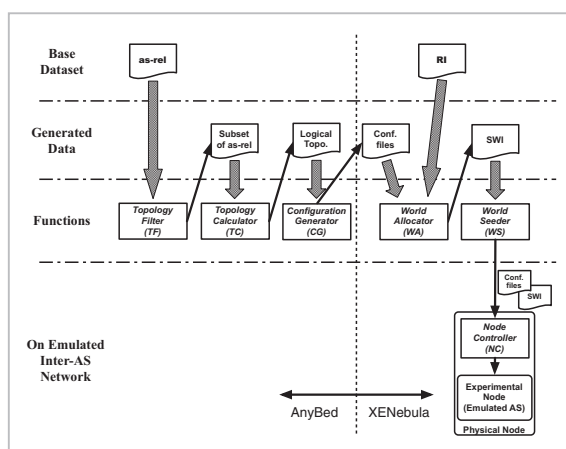 Base
Dataset
as-rel
RI
Generated
Data
Subset
of as-rel
Logical
Topo.
Conf.
files
SWI
Functions
Topology
Filter
(TF)
Topology
Calculator
(TC)
Configuration
Generator
(CG)
World
Allocator
(WA)
World
Seeder
(WS)
Conf.
files
SWI
On Emulated
Inter-AS
Network
Node
Controller
(NC)
Experimental
Node
(Emulated AS)
Physical Node
AnyBed
XENebula